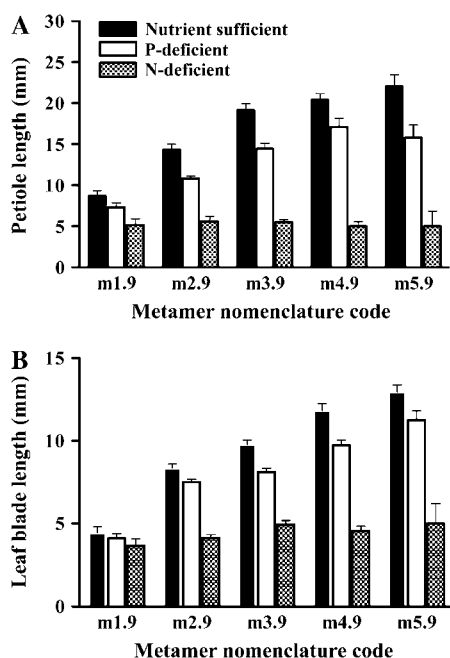 A
Nutrient sufficient
P-deficient
N-deficient
Petiole length (mm)
30
25
20
15
10
5
0
m1.9 m2.9 m3.9 m4.9 m5.9
Metamer nomenclature code
B
Leaf blade length (mm)
15
10
5
0
m1.9 m2.9 m3.9 m4.9 m5.9
Metamer nomenclature code